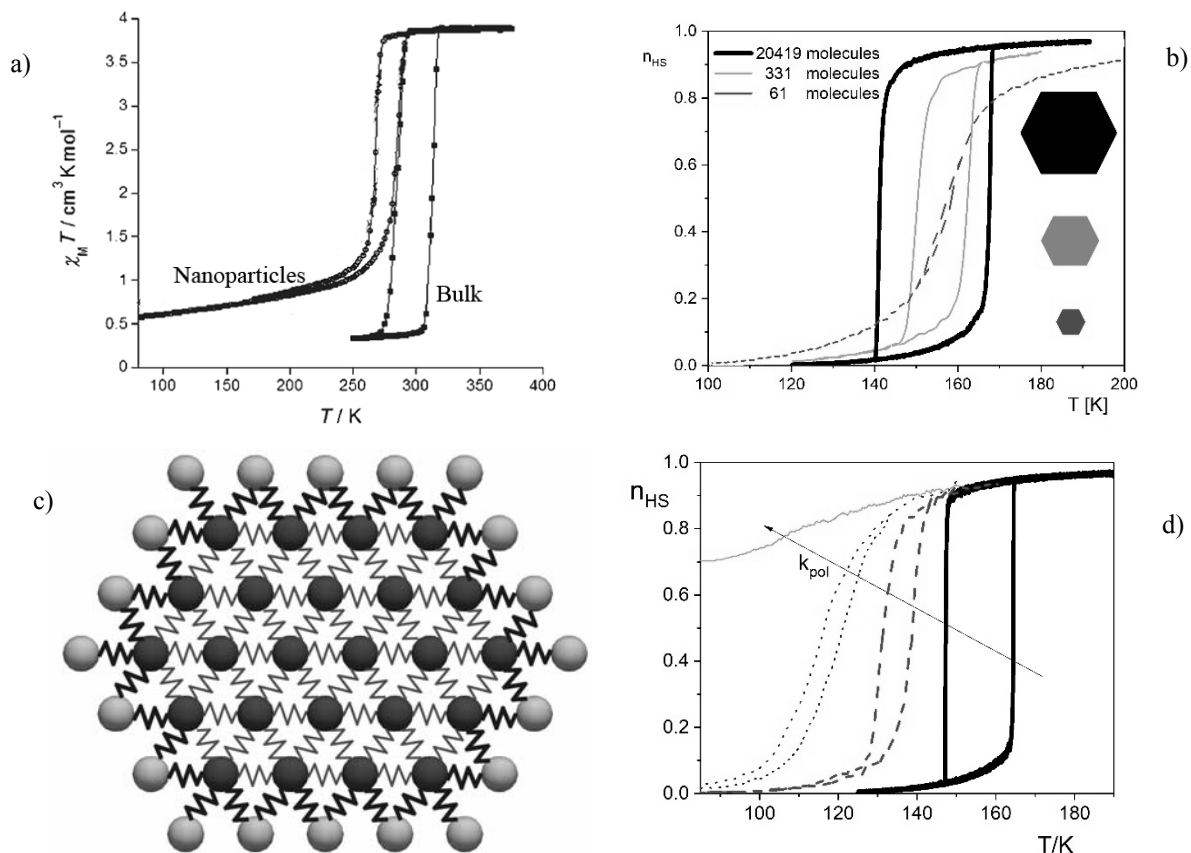 a)
4
3.5
3
2.5
2
1.5
1
0.5
0
χM T / cm³ K mol⁻¹
Nanoparticles
Bulk
100 150 200 250 300 350 400
T / K
b)
1.0
nHS
0.8
0.6
0.4
0.2
0.0
20419 molecules
331 molecules
61 molecules
100 120 140 160 180 200
T [K]
c)
d)
1.0
nHS
0.8
0.6
0.4
0.2
0.0
kpol
100 120 140 160 180
T/K